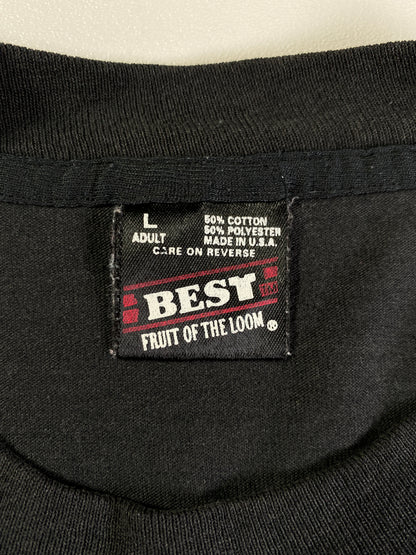 L
ADULT
50% COTTON
50% POLYESTER
MADE IN U.S.A.
CARE ON REVERSE
BEST
FRUIT OF THE LOOM®